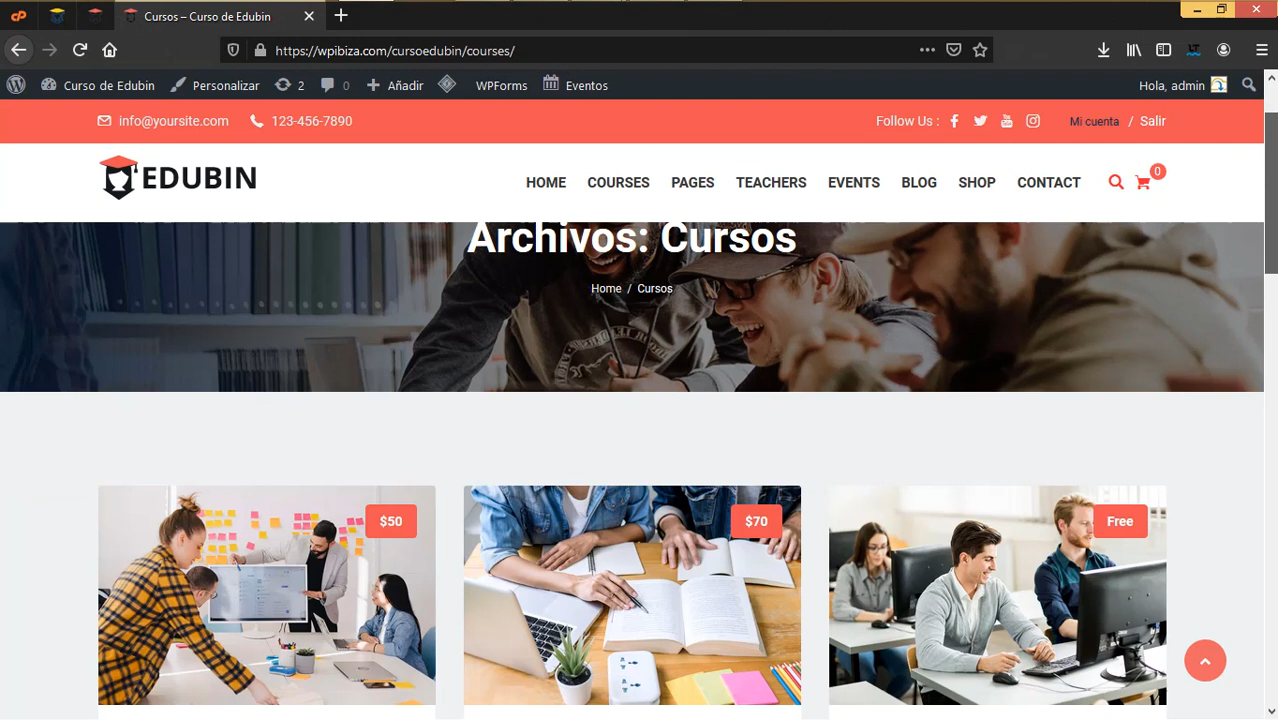 Cursos – Curso de Edubin
https://wpibiza.com/cursoedubin/courses/
Curso de Edubin Personalizar 2 0 Añadir WPForms Eventos Hola, admin
info@yoursite.com 123-456-7890 Follow Us : Mi cuenta / Salir
EDUBIN HOME COURSES PAGES TEACHERS EVENTS BLOG SHOP CONTACT 0
Archivos: Cursos
Home / Cursos
$50 $70 Free